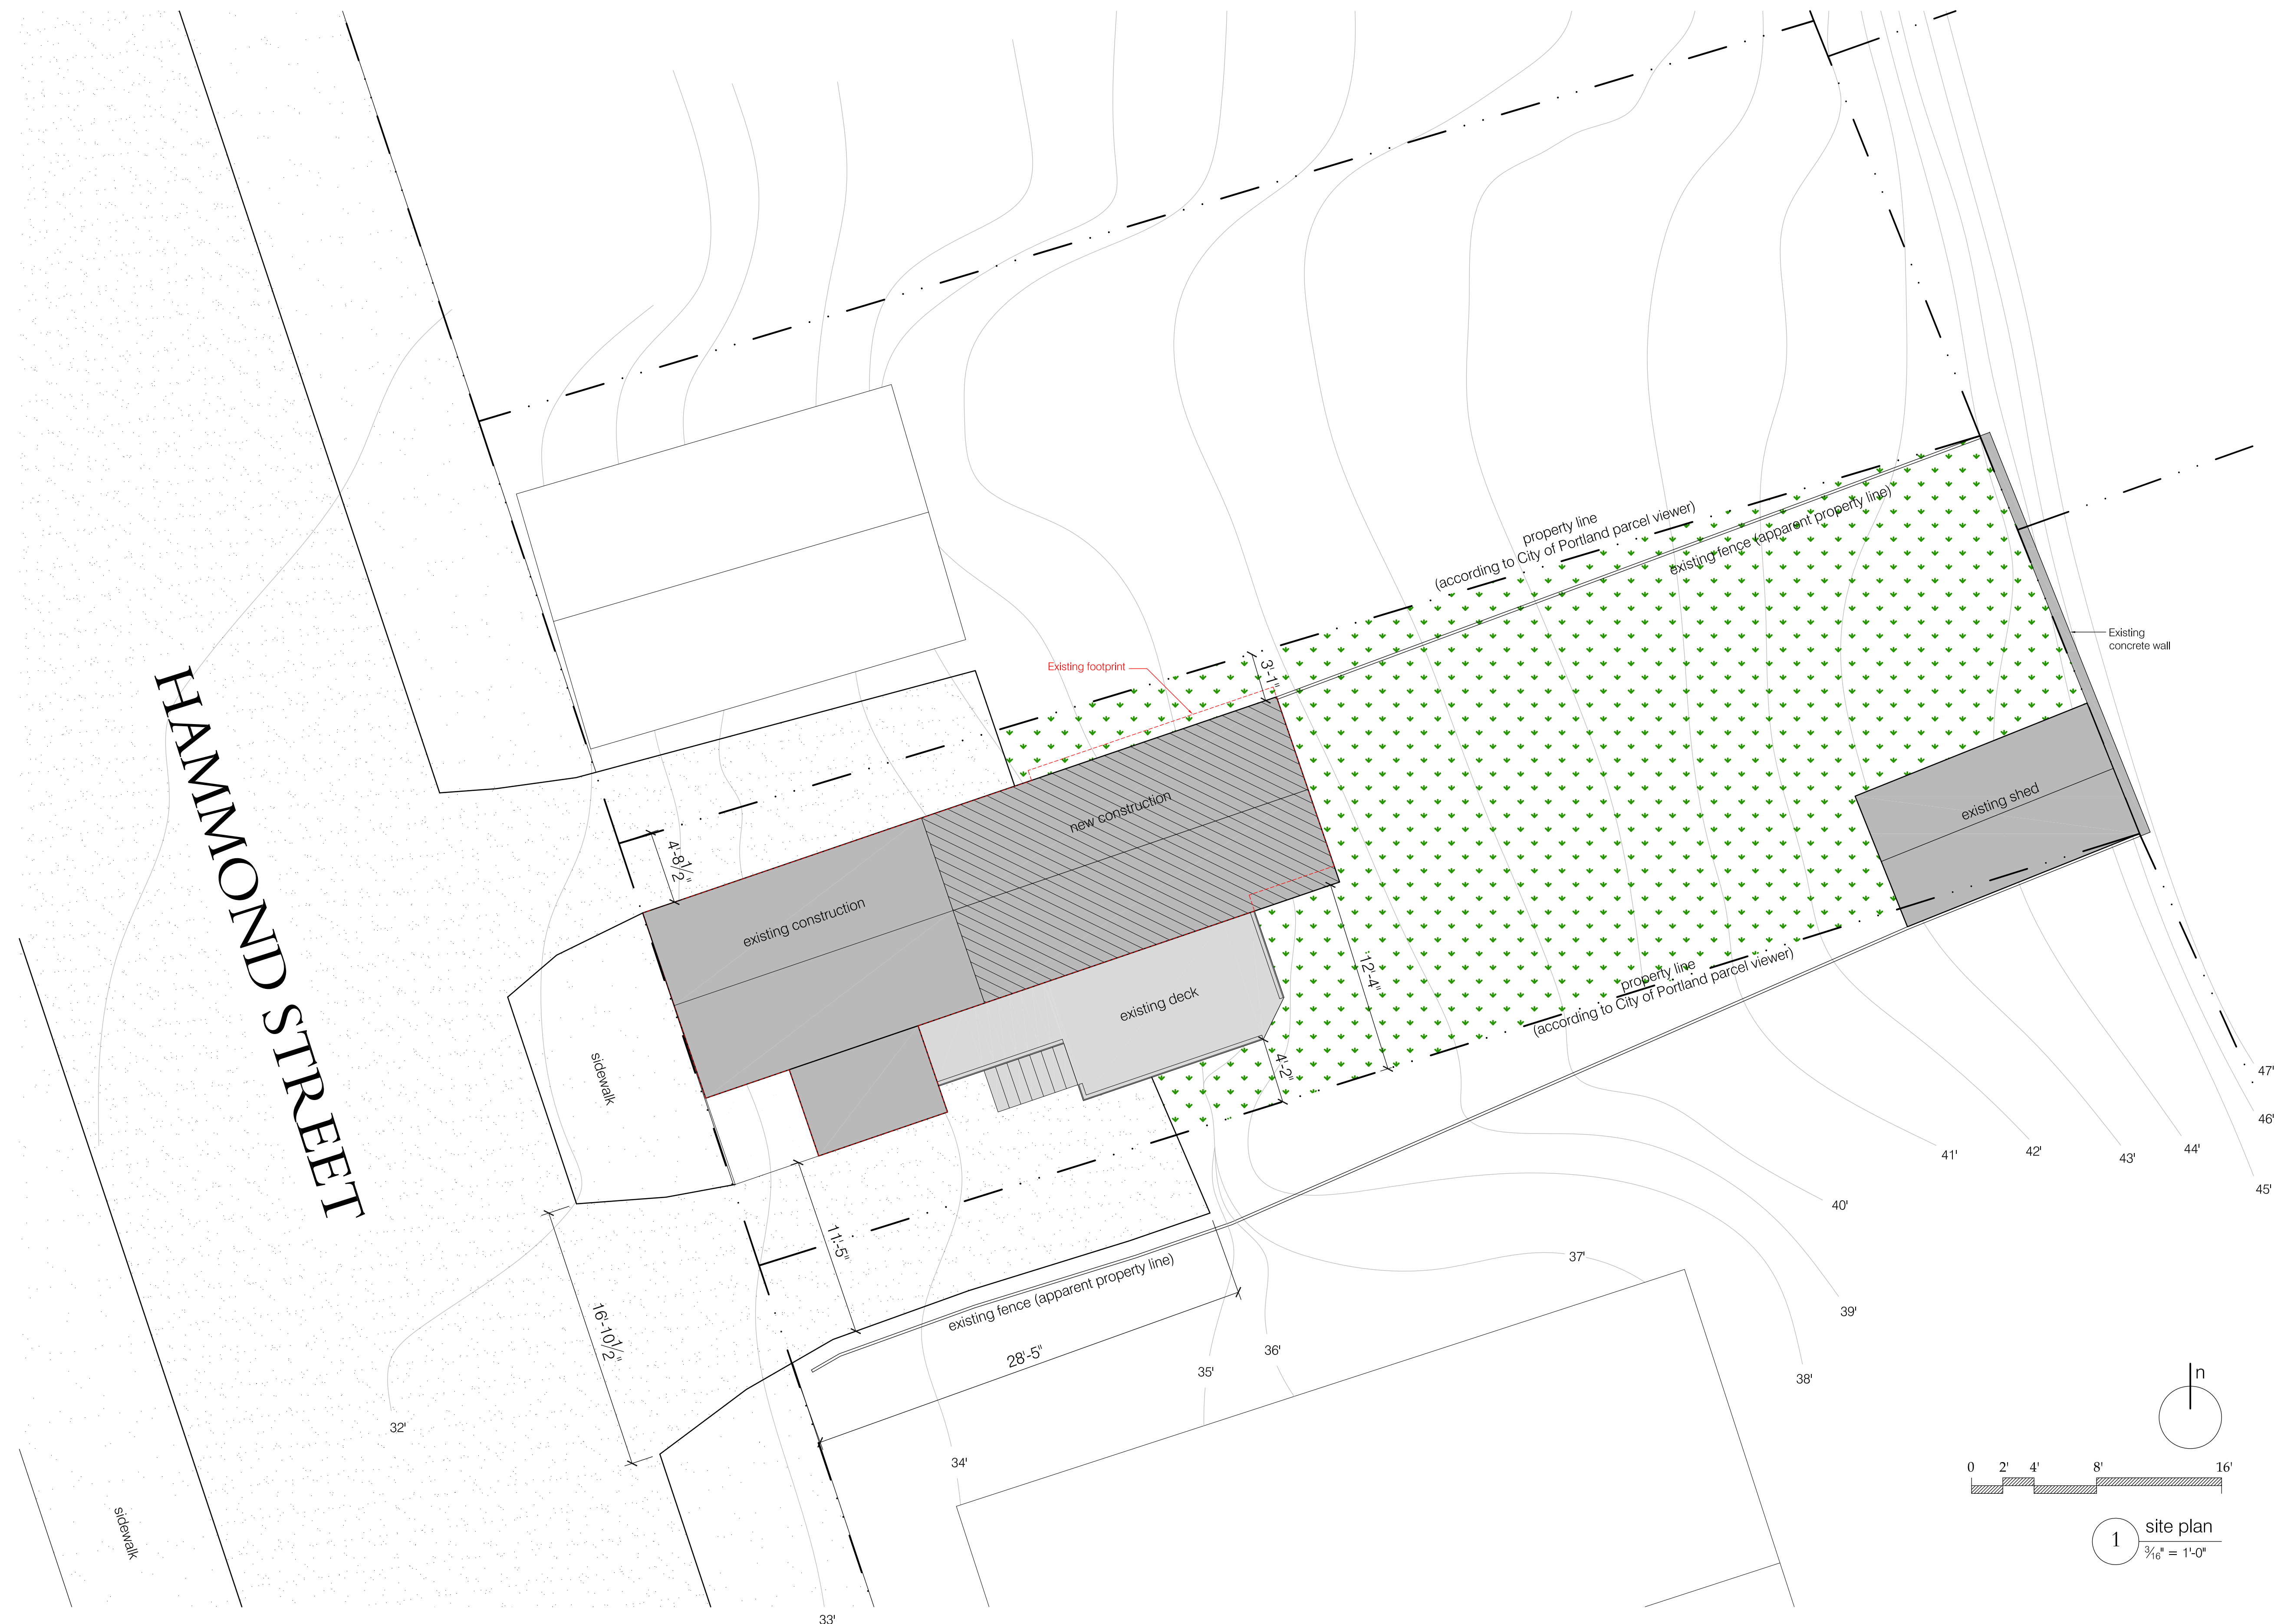 HAMMOND STREET
property line
(according to City of Portland parcel viewer)
existing fence (apparent property line)
Existing footprint
3'-1"
Existing
concrete wall
new construction
existing shed
4'-8 1/2"
existing construction
existing deck
12'-4"
property line
(according to City of Portland parcel viewer)
4'-2"
sidewalk
11'-5"
existing fence (apparent property line)
16'-10 1/2"
28'-5"
47'
46'
45'
44'
43'
42'
41'
40'
39'
38'
37'
36'
35'
34'
33'
32'
sidewalk
n
0 2' 4' 8' 16'
1 site plan
3/16" = 1'-0"